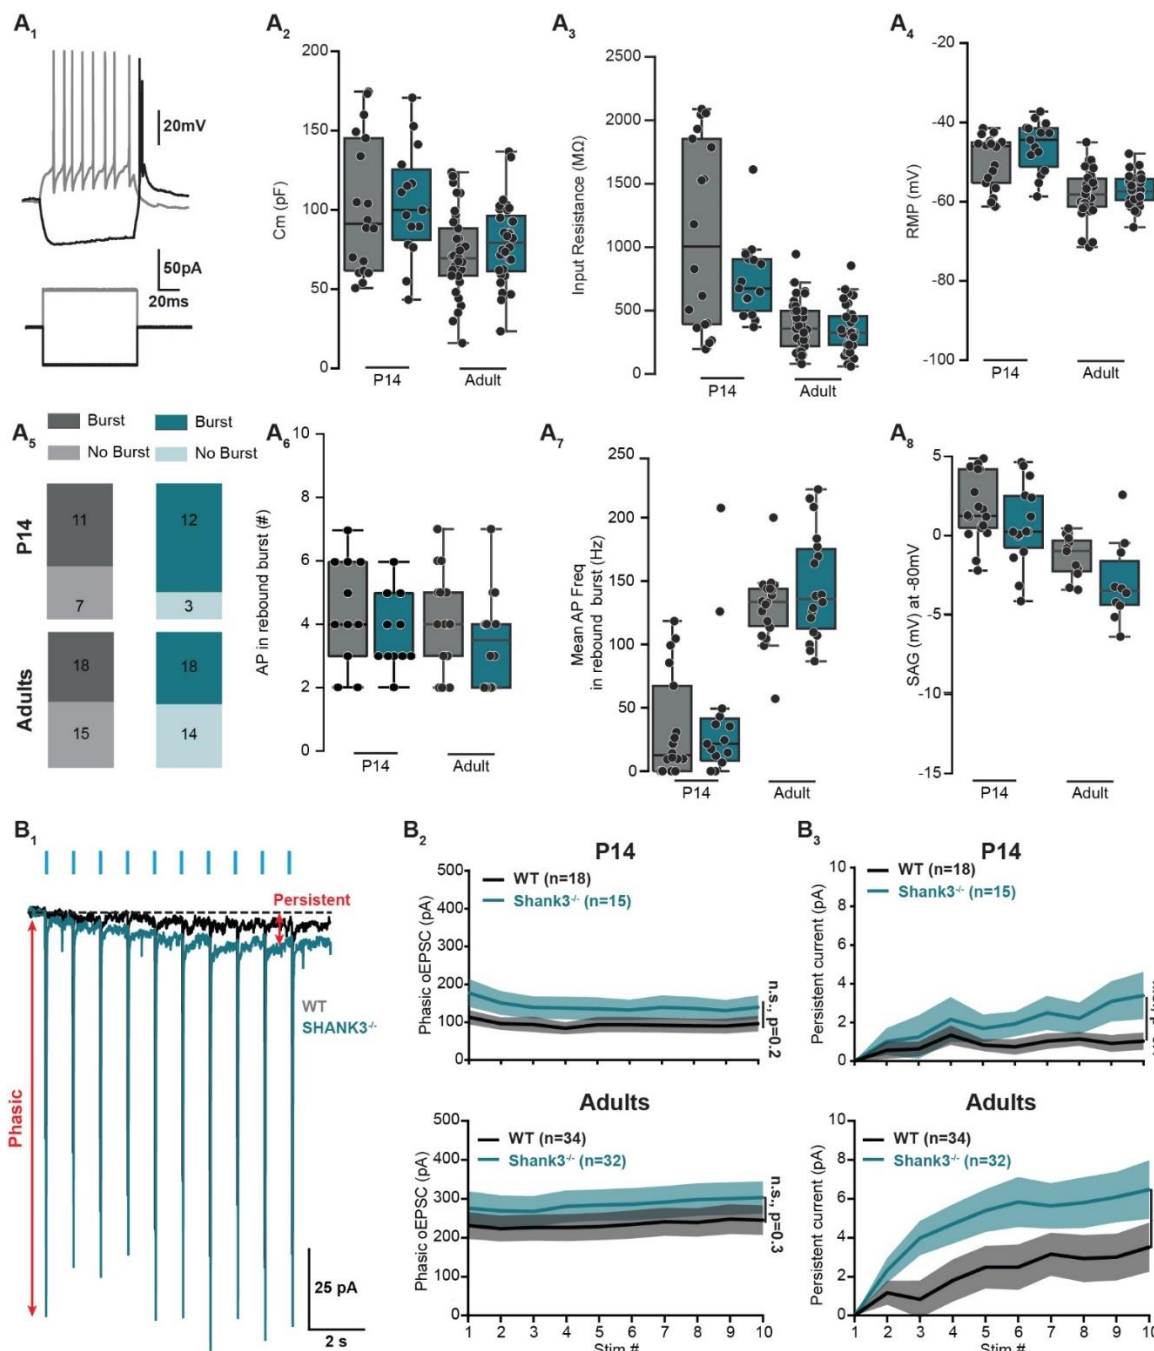 A1
20mV
50pA
20ms
A2
Cm (pF)
200
150
100
50
0
P14
Adult
A3
Input Resistance (MΩ)
2500
2000
1500
1000
500
0
P14
Adult
A4
RMP (mV)
-20
-40
-60
-80
-100
P14
Adult
A5
Burst
Burst
No Burst
No Burst
P14
11
12
7
3
Adults
18
18
15
14
A6
AP in rebound burst (#)
10
8
6
4
2
0
P14
Adult
A7
Mean AP Freq
in rebound burst (Hz)
250
200
150
100
50
0
P14
Adult
A8
SAG (mV) at -80mV
5
0
-5
-10
-15
P14
Adult
B1
Persistent
Phasic
WT
SHANK3-/-
25 pA
2 s
B2
P14
WT (n=18)
Shank3-/- (n=15)
Phasic oEPSC (pA)
500
400
300
200
100
0
n.s., p=0.2
Adults
WT (n=34)
Shank3-/- (n=32)
Phasic oEPSC (pA)
500
400
300
200
100
0
n.s., p=0.3
1 2 3 4 5 6 7 8 9 10
Stim #
B3
P14
WT (n=18)
Shank3-/- (n=15)
Persistent current (pA)
10
8
6
4
2
0
Adults
WT (n=34)
Shank3-/- (n=32)
Persistent current (pA)
10
8
6
4
2
0
1 2 3 4 5 6 7 8 9 10
Stim #